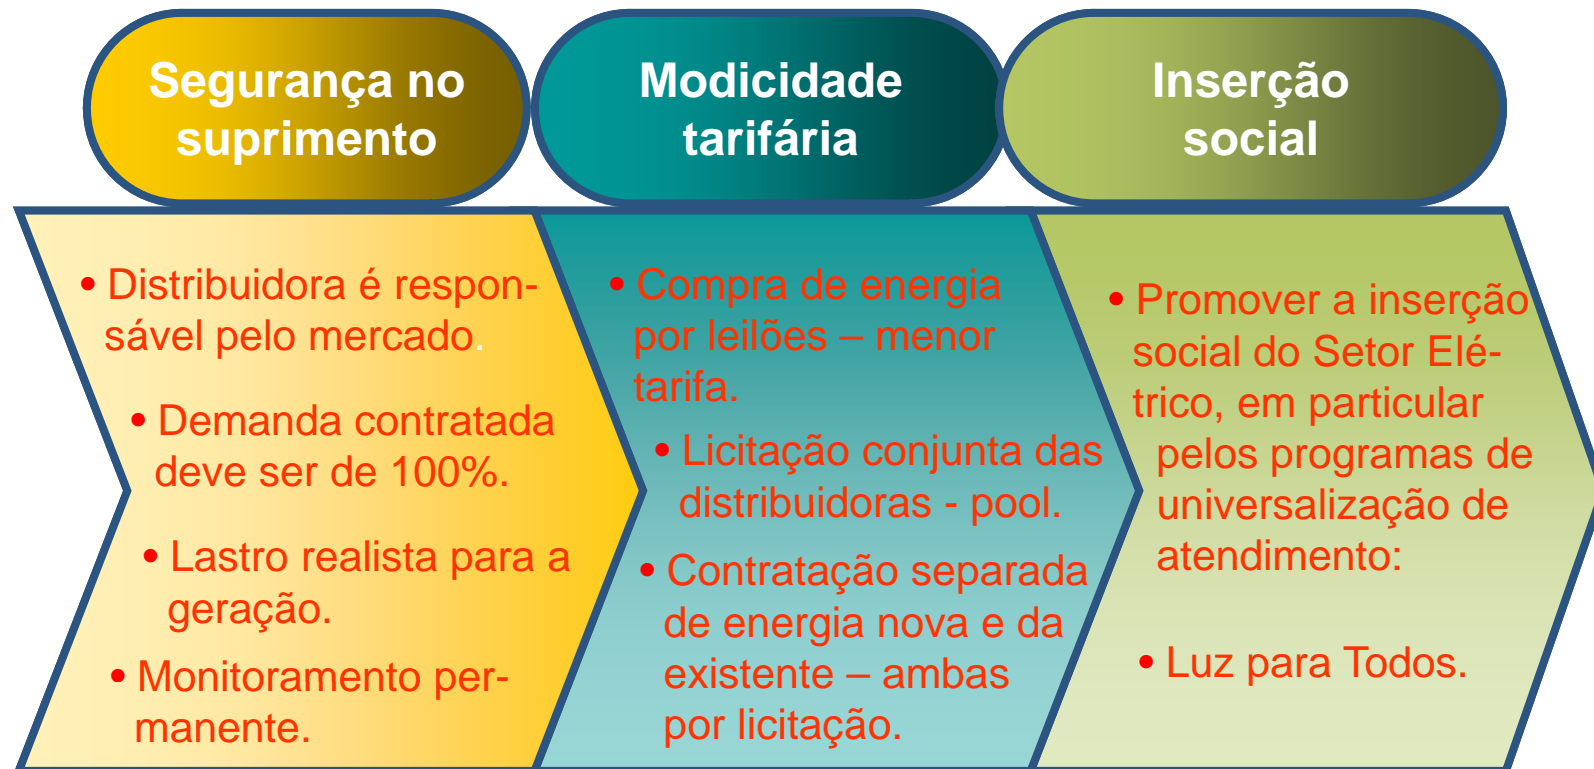 Segurança no
suprimento
• Distribuidora é respon-
sável pelo mercado.
• Demanda contratada
deve ser de 100%.
• Lastro realista para a
geração.
• Monitoramento per-
manente.
Modicidade
tarifária
• Compra de energia
por leilões – menor
tarifa.
• Licitação conjunta das
distribuidoras - pool.
• Contratação separada
de energia nova e da
existente – ambas
por licitação.
Inserção
social
• Promover a inserção
social do Setor Elé-
trico, em particular
pelos programas de
universalização de
atendimento:
• Luz para Todos.